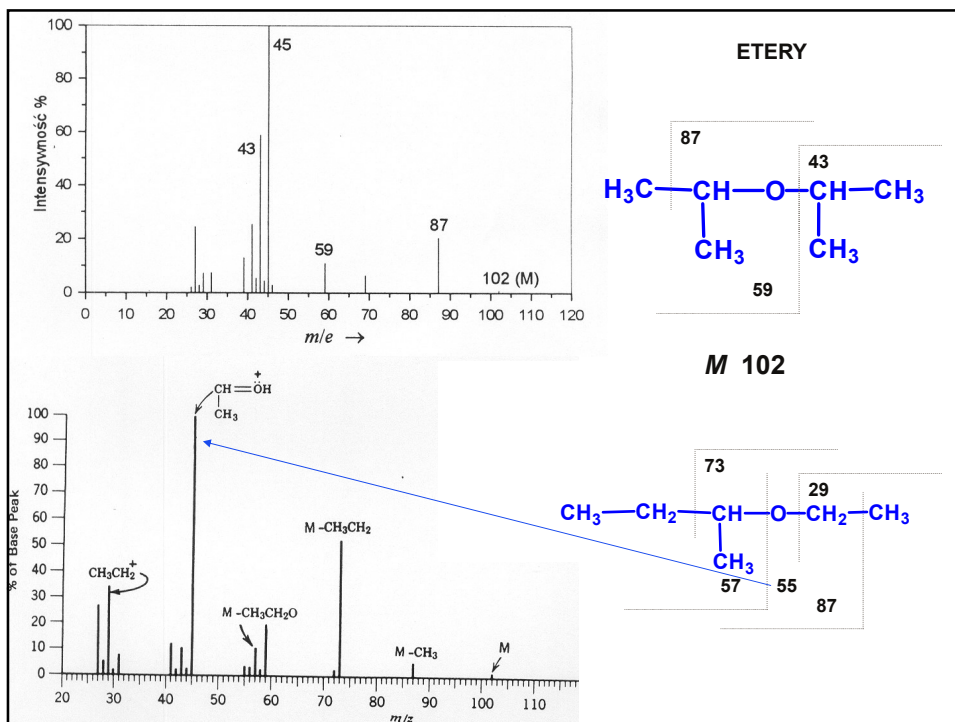 ETERY
Intensywność %
100
80
60
40
20
0
45
43
59
87
102 (M)
0 10 20 30 40 50 60 70 80 90 100 110 120
m/e →
87
43
H₃C CH O CH CH₃
CH₃ CH₃
59
M 102
+
CH=ÖH
CH₃
% of Base Peak
100
90
80
70
60
50
40
30
20
10
0
CH₃CH₂⁺
M -CH₃CH₂O
M -CH₃CH₂
M -CH₃
M
20 30 40 50 60 70 80 90 100 110
m/z
73
29
CH₃ CH₂ CH O CH₂ CH₃
CH₃
57 55
87